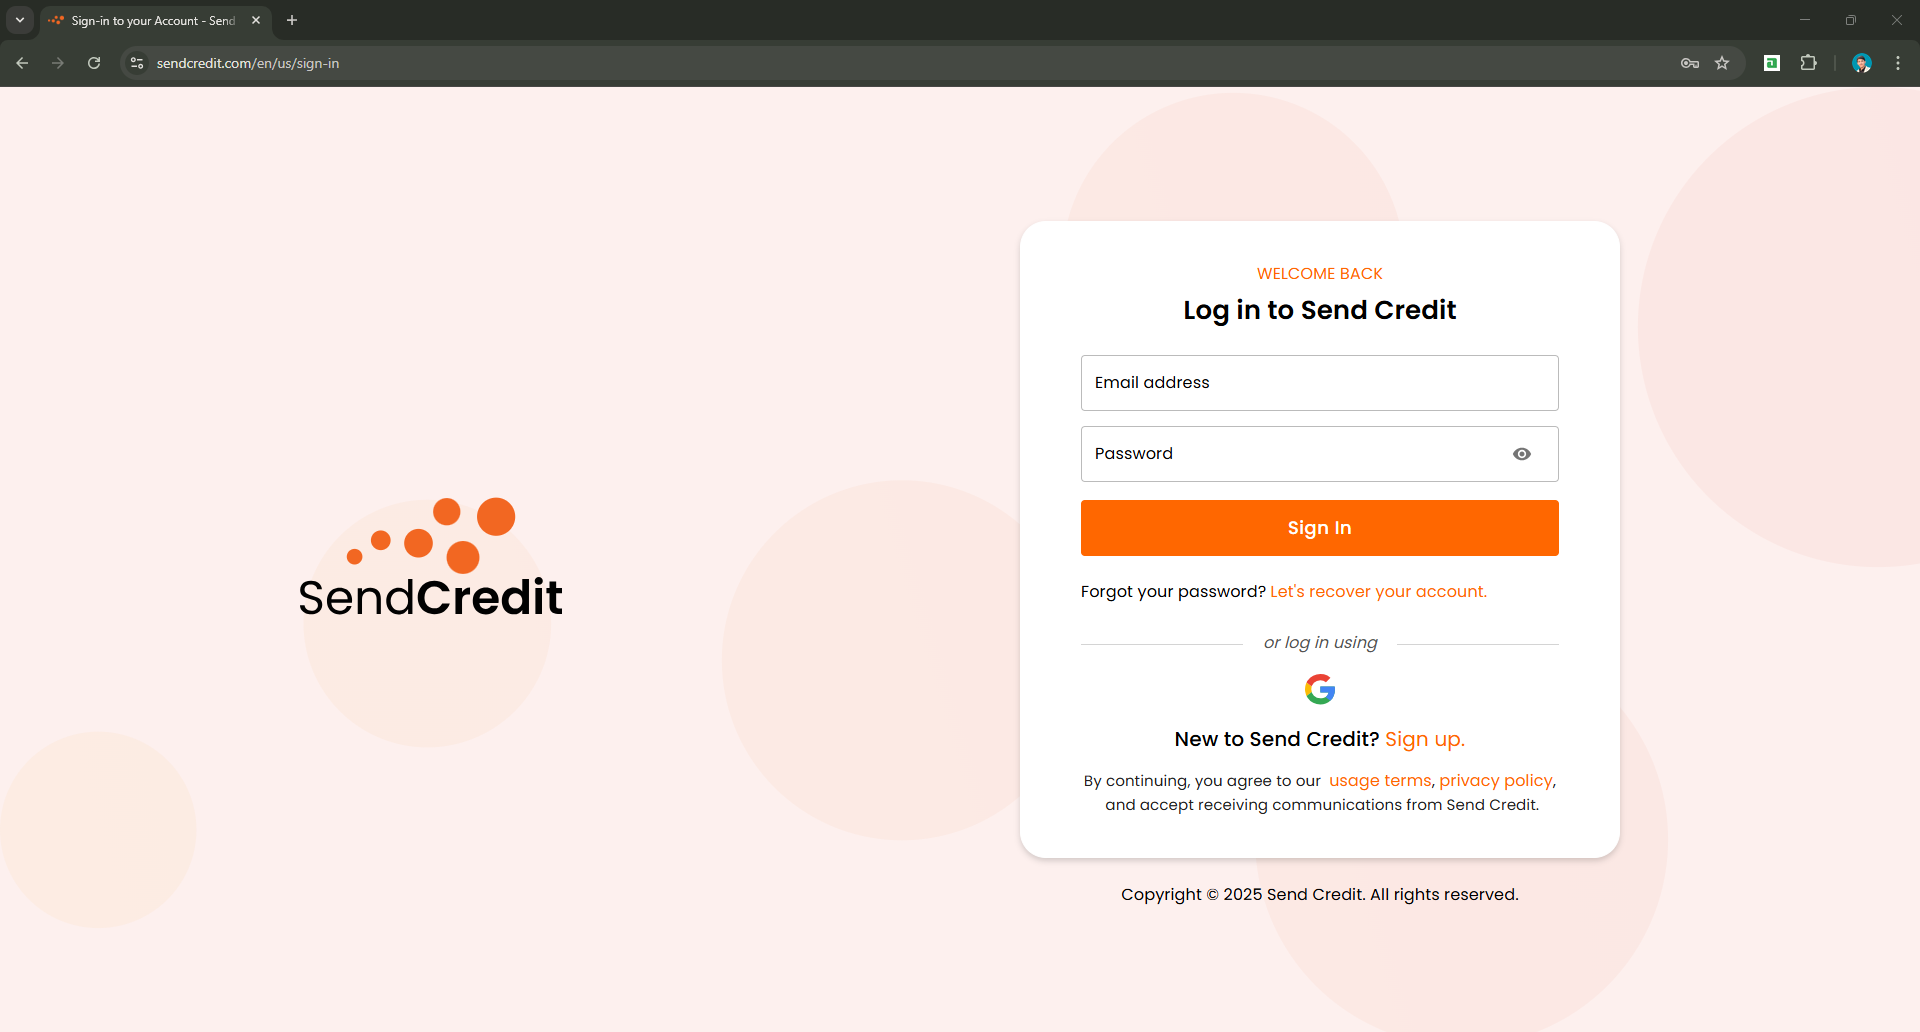 Sign-in to your Account - Send
sendcredit.com/en/us/sign-in
SendCredit
WELCOME BACK
Log in to Send Credit
Email address
Password
Sign In
Forgot your password? Let's recover your account.
or log in using
New to Send Credit? Sign up.
By continuing, you agree to our usage terms, privacy policy,
and accept receiving communications from Send Credit.
Copyright © 2025 Send Credit. All rights reserved.